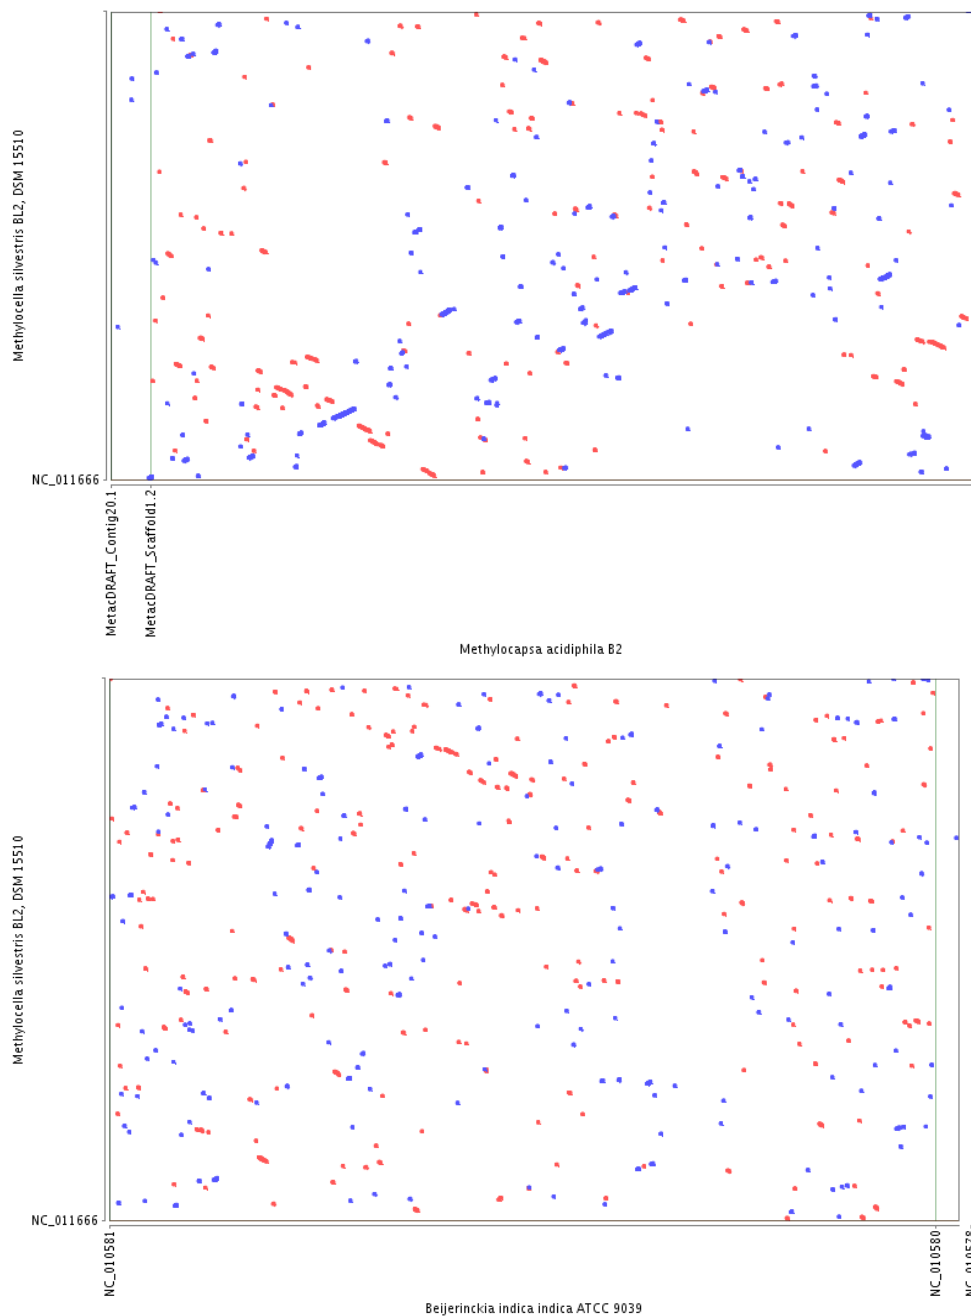 Methylocella silvestris BL2, DSM 15510
NC_011666
MetacDRAFT_Contig20.1
MetacDRAFT_Scaffold1.2
Methylocapsa acidiphila B2
Methylocella silvestris BL2, DSM 15510
NC_011666
NC_010581
NC_010580
NC_010578
Beijerinckia indica indica ATCC 9039